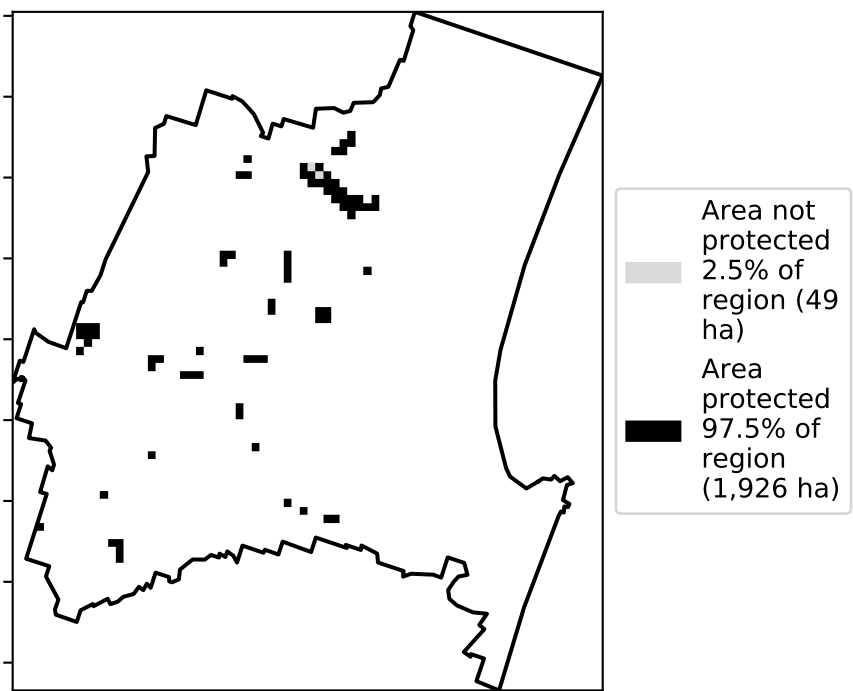 Area not
protected
2.5% of
region (49
ha)
Area
protected
97.5% of
region
(1,926 ha)